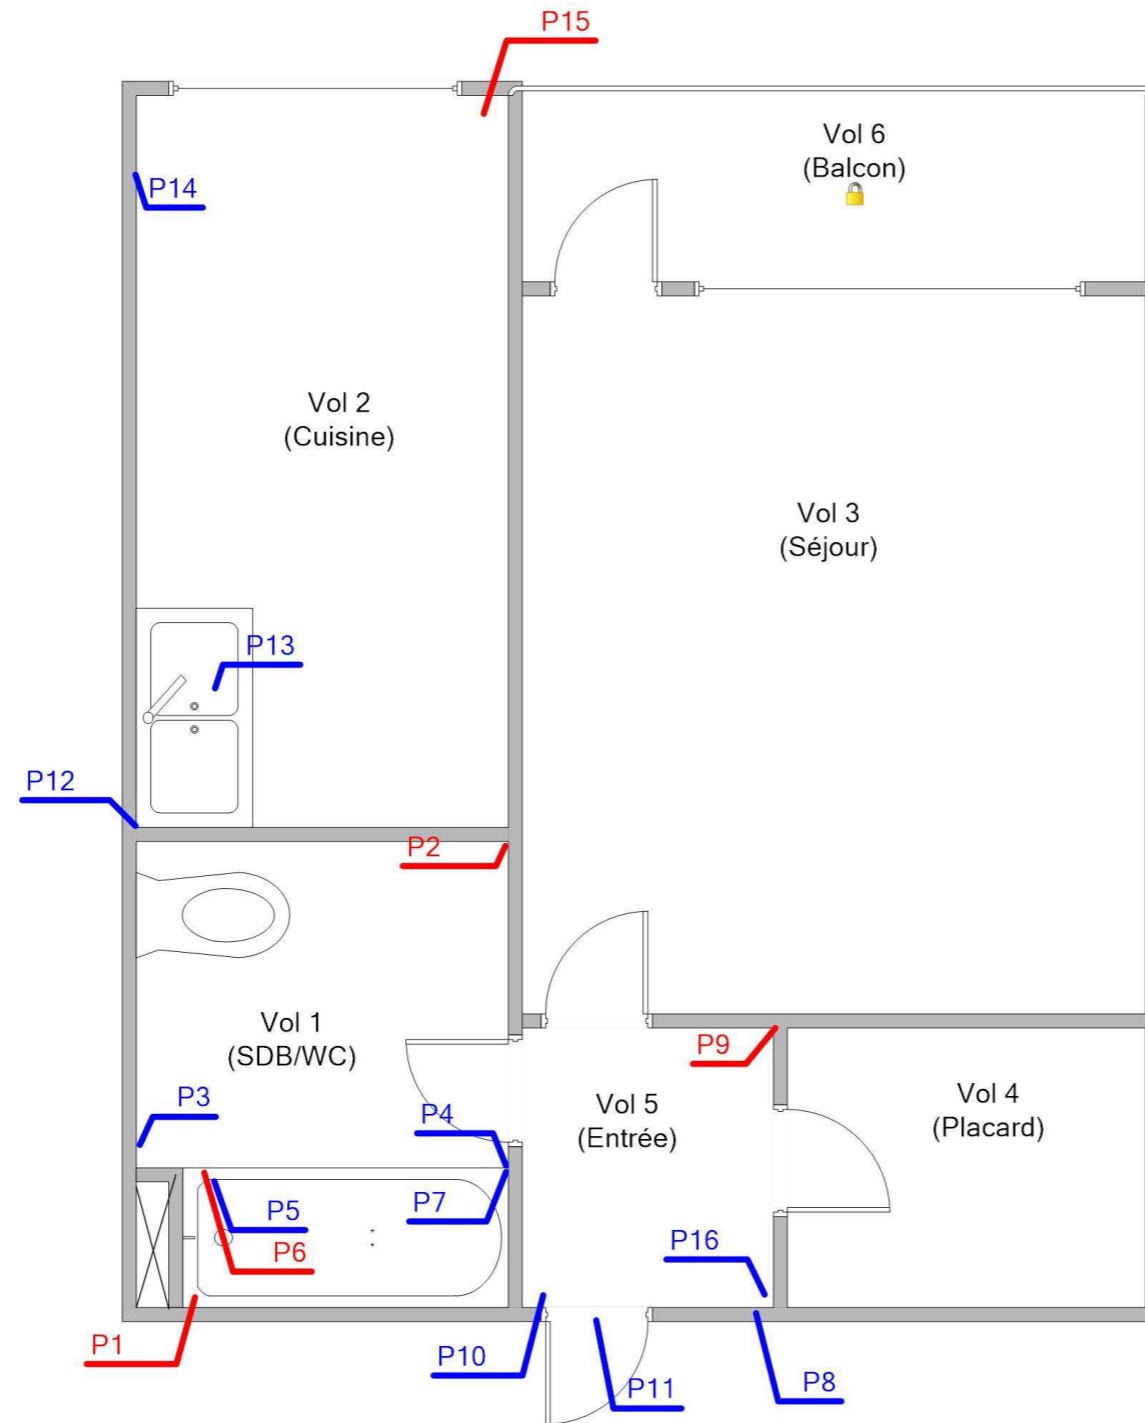 P15
Vol 6
(Balcon)
P14
Vol 2
(Cuisine)
Vol 3
(Séjour)
P13
P12
P2
Vol 1
(SDB/WC)
P9
P3
P4
Vol 5
(Entrée)
Vol 4
(Placard)
P5
P7
P6
P16
P1
P10
P11
P8